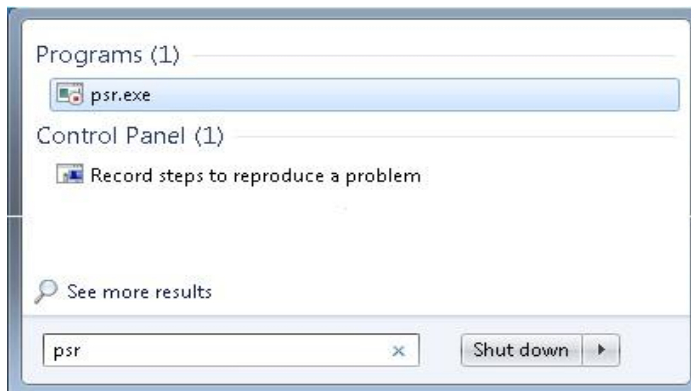 Programs (1)
psr.exe
Control Panel (1)
Record steps to reproduce a problem
See more results
psr
Shut down